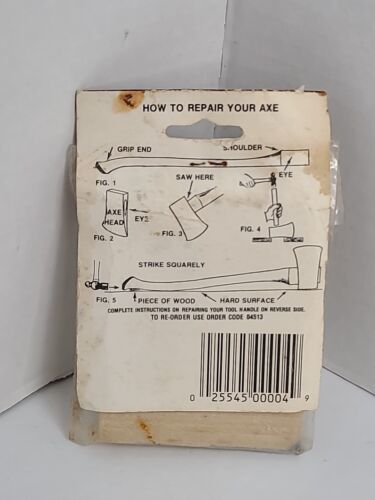 HOW TO REPAIR YOUR AXE
GRIP END
SHOULDER
EYE
FIG. 1
SAW HERE
AXE
HEAD
EYE
FIG. 2
FIG. 3
FIG. 4
STRIKE SQUARELY
FIG. 5
PIECE OF WOOD
HARD SURFACE
COMPLETE INSTRUCTIONS ON REPAIRING YOUR TOOL HANDLE ON REVERSE SIDE.
TO RE-ORDER USE ORDER CODE 64513
0 25545 00004 9